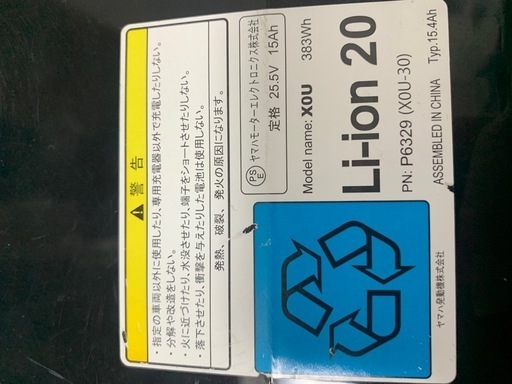 警告
・指定の車両以外に使用したり、専用充電器以外で充電したりしない。
・分解や改造をしない。
・火に近づけたり、水没させたり、端子をショートさせたりしない。
・落下させたり、衝撃を与えたりした電池は使用しない。
発熱、破裂、発火の原因になります。
PSE ヤマハモーターエレクトロニクス株式会社
定格 25.5V 15Ah
Model name: X0U 383Wh
Li-ion 20
PN: P6329 (X0U-30)
ASSEMBLED IN CHINA Typ.15.4Ah
ヤマハ発動機株式会社